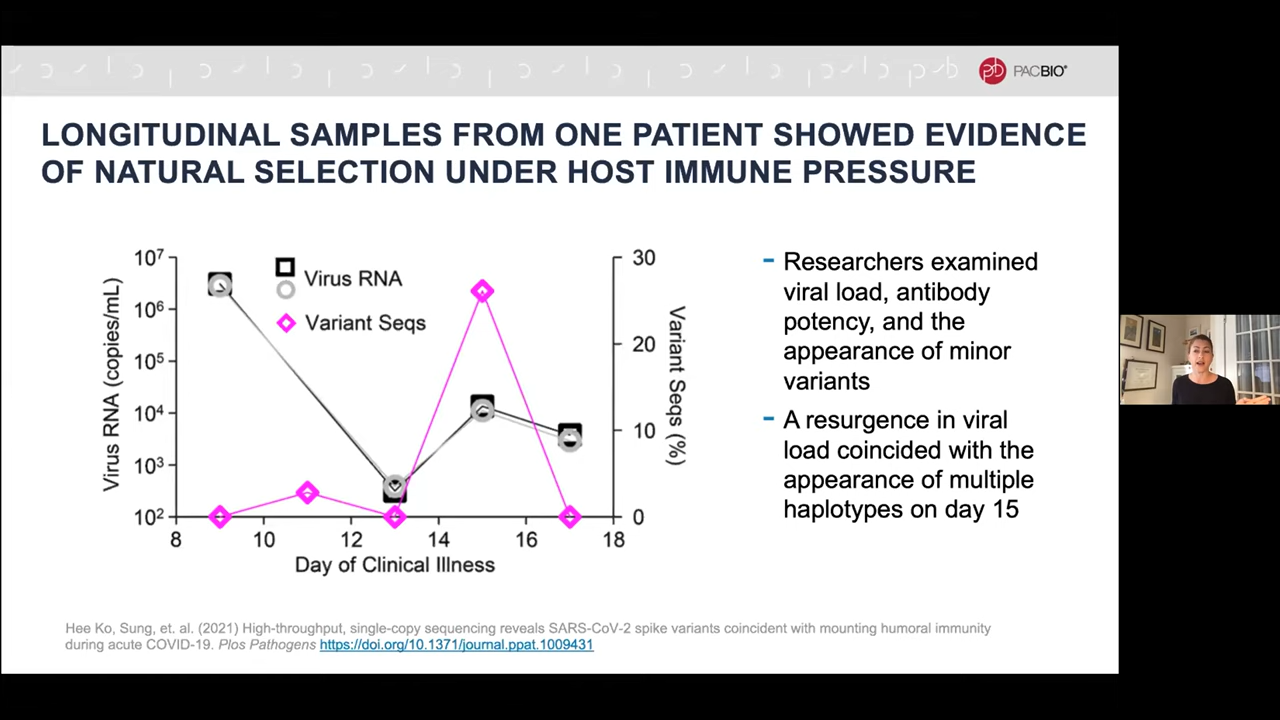 PACBIO®
LONGITUDINAL SAMPLES FROM ONE PATIENT SHOWED EVIDENCE
OF NATURAL SELECTION UNDER HOST IMMUNE PRESSURE
10⁷
10⁶
10⁵
10⁴
10³
10²
Virus RNA (copies/mL)
Virus RNA
Variant Seqs
30
20
10
0
Variant Seqs (%)
8 10 12 14 16 18
Day of Clinical Illness
- Researchers examined
viral load, antibody
potency, and the
appearance of minor
variants
- A resurgence in viral
load coincided with the
appearance of multiple
haplotypes on day 15
Hee Ko, Sung, et. al. (2021) High-throughput, single-copy sequencing reveals SARS-CoV-2 spike variants coincident with mounting humoral immunity
during acute COVID-19. Plos Pathogens https://doi.org/10.1371/journal.ppat.1009431